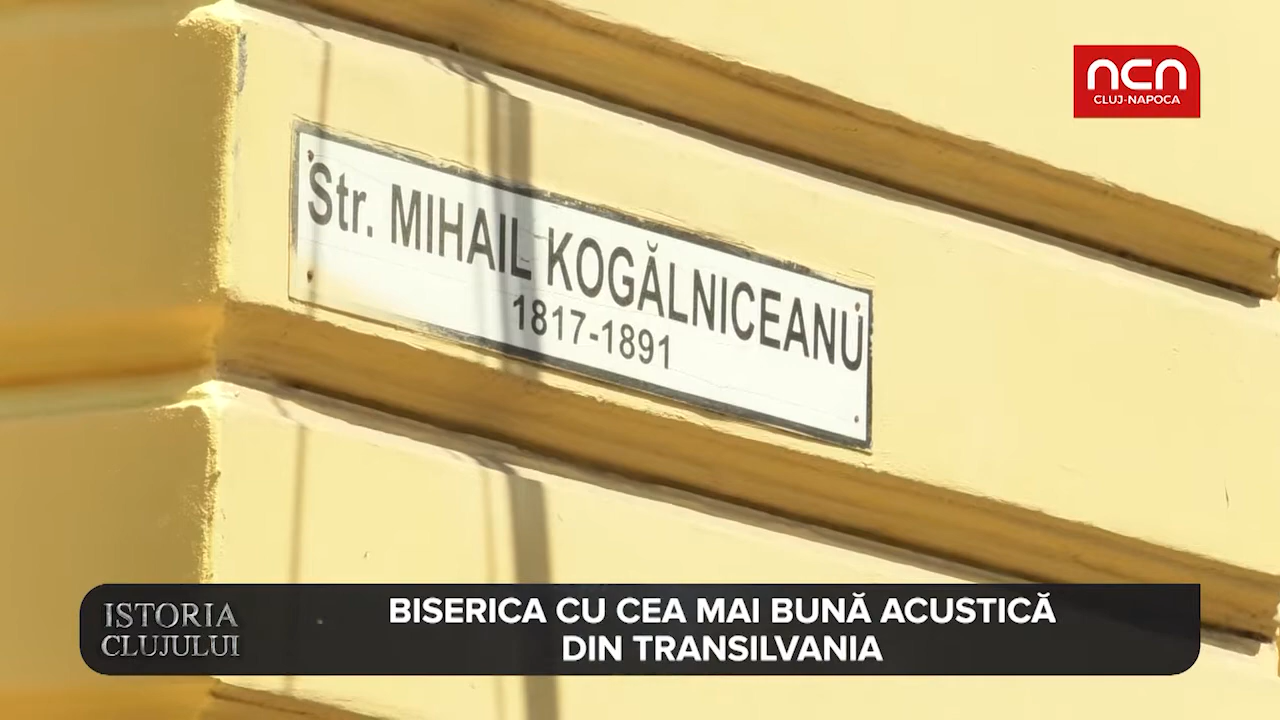 ncn
CLUJ-NAPOCA
Str. MIHAIL KOGĂLNICEANU
1817-1891
ISTORIA
CLUJULUI
BISERICA CU CEA MAI BUNĂ ACUSTICĂ
DIN TRANSILVANIA